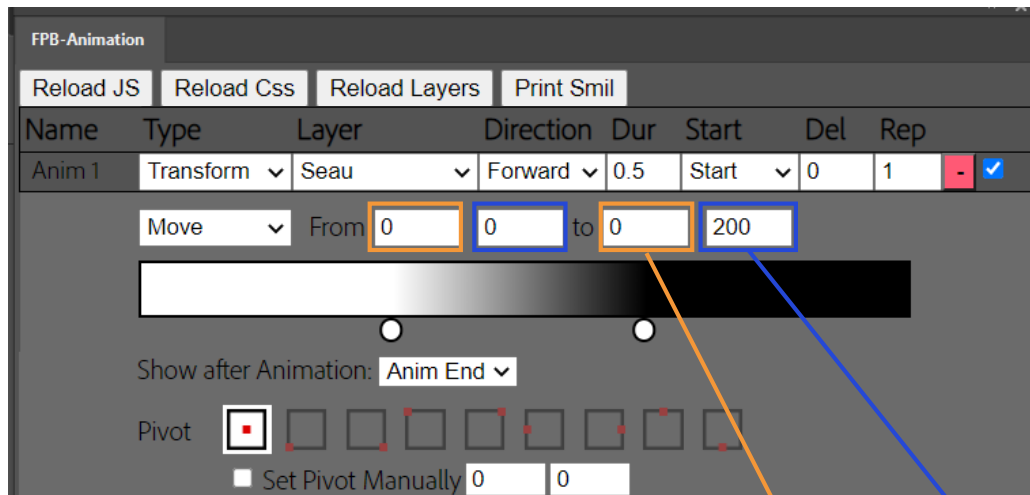 FPB-Animation
Reload JS Reload Css Reload Layers Print Smil
Name Type Layer Direction Dur Start Del Rep
Anim 1 Transform Seau Forward 0.5 Start 0 1 -
Move From 0 0 to 0 200
Show after Animation: Anim End
Pivot
Set Pivot Manually 0 0